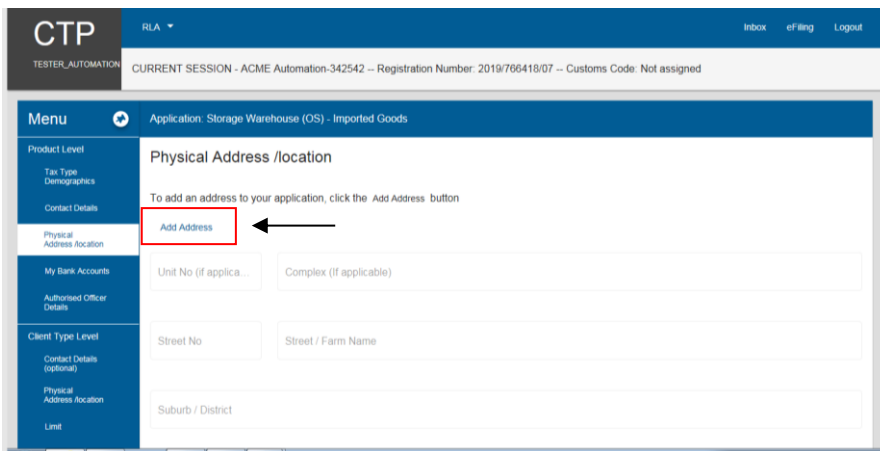 CTP
TESTER_AUTOMATION
RLA
Inbox eFiling Logout
CURRENT SESSION - ACME Automation-342542 -- Registration Number: 2019/766418/07 -- Customs Code: Not assigned
Menu
Application: Storage Warehouse (OS) - Imported Goods
Product Level
Tax Type
Demographics
Contact Details
Physical
Address /location
My Bank Accounts
Authorised Officer
Details
Client Type Level
Contact Details
(optional)
Physical
Address /location
Limit
Physical Address /location
To add an address to your application, click the Add Address button
Add Address
Unit No (if applica...
Complex (If applicable)
Street No
Street / Farm Name
Suburb / District